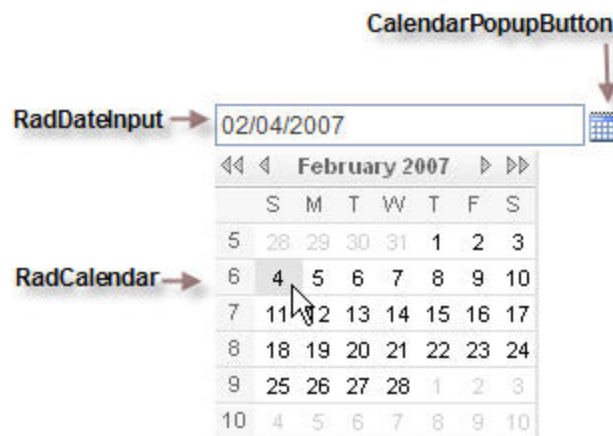 CalendarPopupButton
RadDateInput
02/04/2007
February 2007
S M T W T F S
5 28 29 30 31 1 2 3
RadCalendar
6 4 5 6 7 8 9 10
7 11 12 13 14 15 16 17
8 18 19 20 21 22 23 24
9 25 26 27 28 1 2 3
10 4 5 6 7 8 9 10